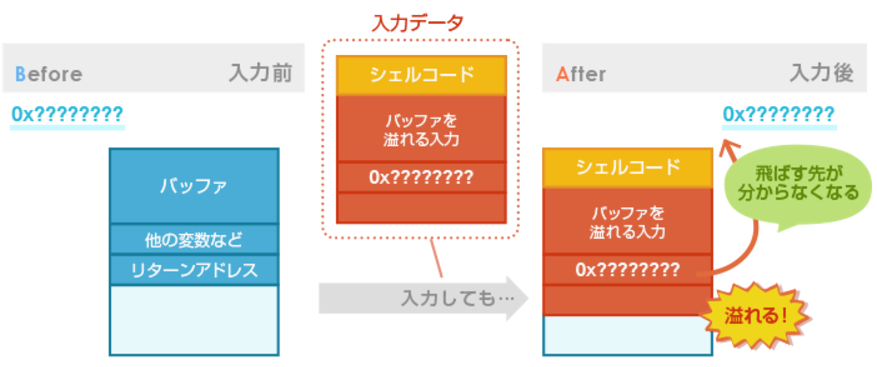 入力データ
Before
入力前
0x????????
バッファ
他の変数など
リターンアドレス
シェルコード
バッファを
溢れる入力
0x????????
入力しても…
After
入力後
0x????????
シェルコード
バッファを
溢れる入力
0x????????
飛ばす先が
分からなくなる
溢れる!